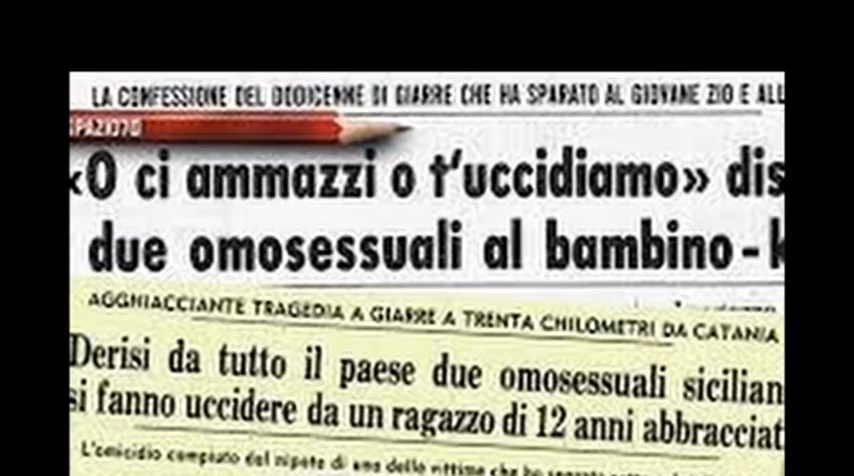 LA CONFESSIONE DEL DODICENNE DI GIARRE CHE HA SPARATO AL GIOVANE ZIO E ALL
SPAZIO70
«O ci ammazzi o t'uccidiamo» dis
due omosessuali al bambino - k
AGGHIACCIANTE TRAGEDIA A GIARRE A TRENTA CHILOMETRI DA CATANIA
Derisi da tutto il paese due omosessuali sicilian
si fanno uccidere da un ragazzo di 12 anni abbracciat
L'omicidio compiuto dal nipote di una delle vittime che ha